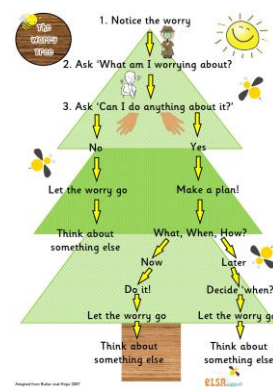 The
Worry
Tree
1. Notice the worry
2. Ask ‘What am I worrying about?
3. Ask ‘Can I do anything about it?’
No
Yes
Let the worry go
Make a plan!
Think about
something else
What, When, How?
Now
Later
Do it!
Decide ‘when?’
Let the worry go
Let the worry go
Think about
something else
Think about
something else
Adapted from Butler and Hope 2007
ELSA support